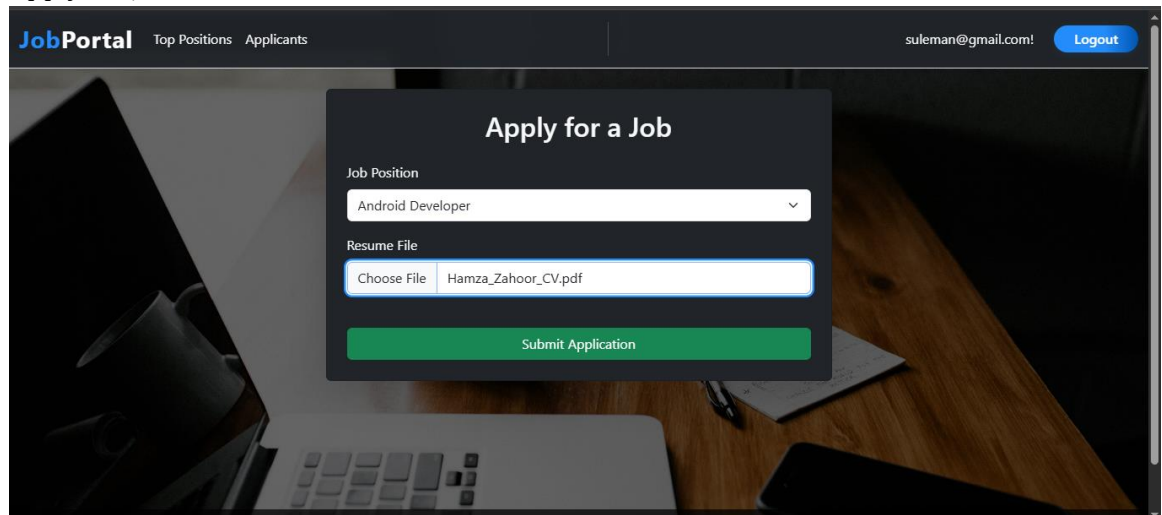 JobPortal Top Positions Applicants suleman@gmail.com! Logout
Apply for a Job
Job Position
Android Developer
Resume File
Choose File Hamza_Zahoor_CV.pdf
Submit Application